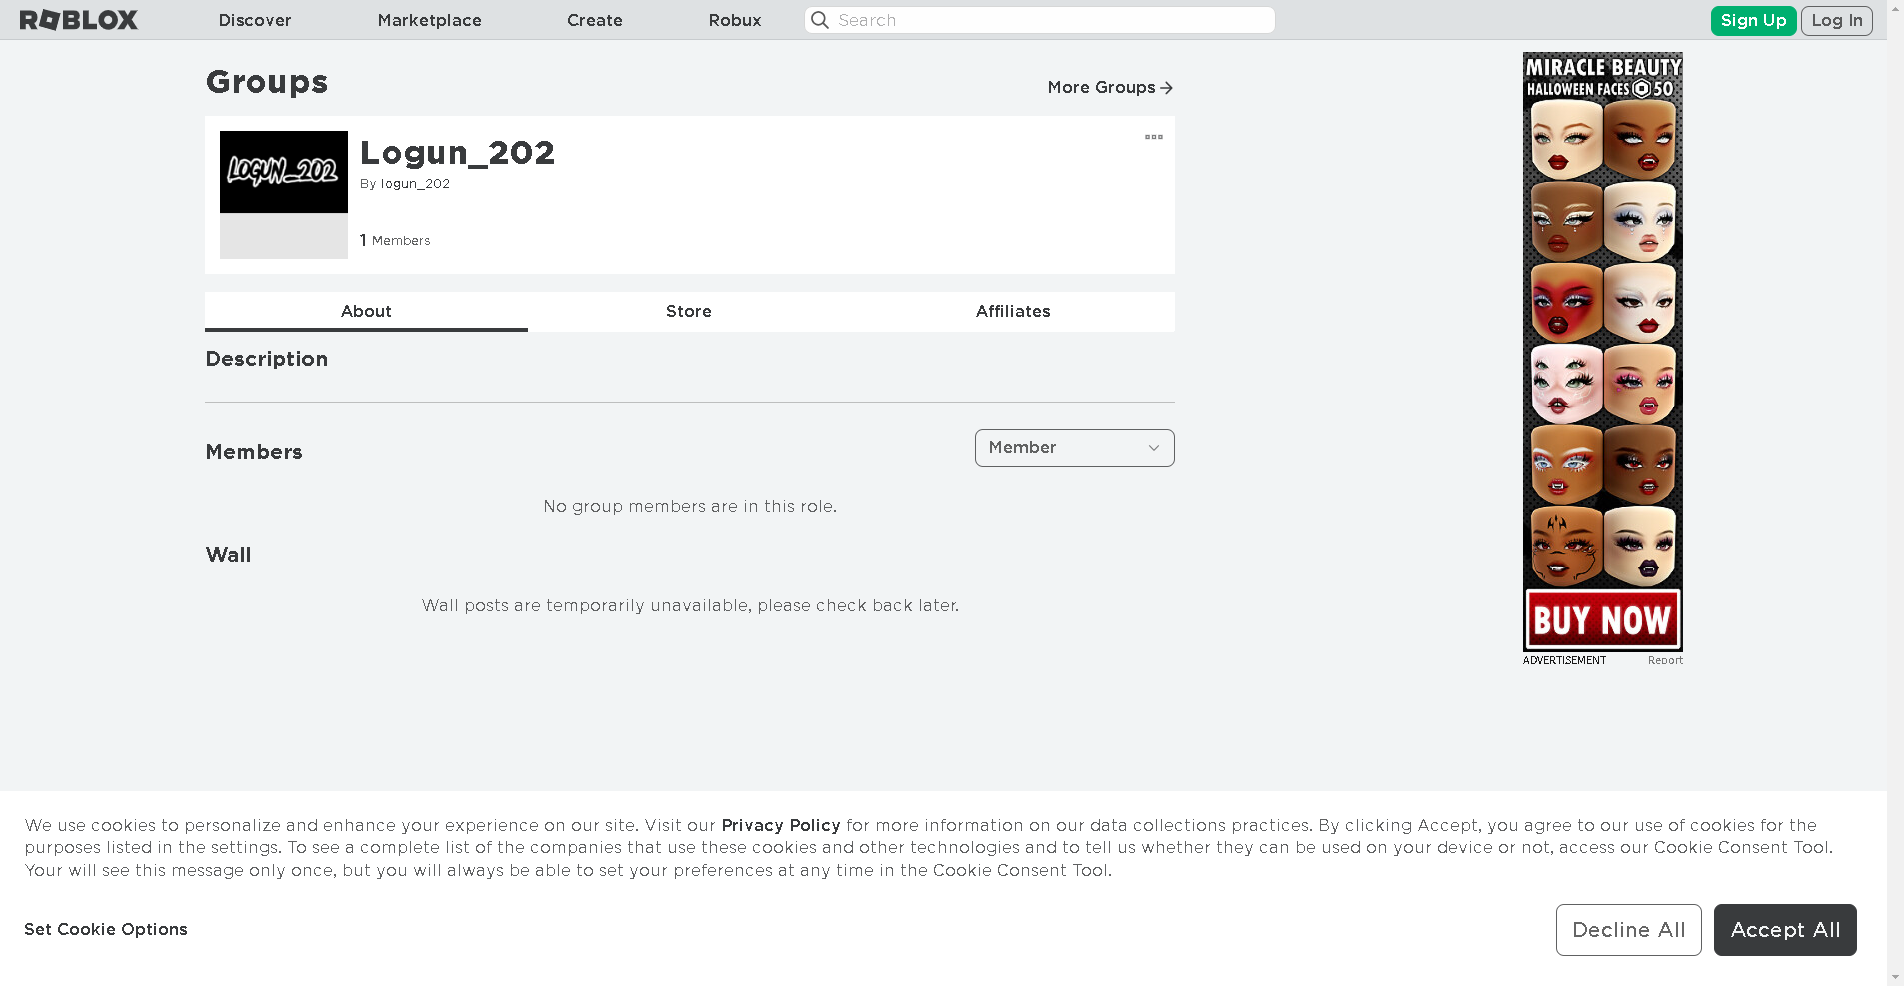 ROBLOX Discover Marketplace Create Robux Search Sign Up Log In
Groups
More Groups
LOGUN_202
Logun_202
By logun_202
1 Members
About Store Affiliates
Description
Members
Member
No group members are in this role.
Wall
Wall posts are temporarily unavailable, please check back later.
MIRACLE BEAUTY
HALLOWEEN FACES 50
BUY NOW
ADVERTISEMENT Report
We use cookies to personalize and enhance your experience on our site. Visit our Privacy Policy for more information on our data collections practices. By clicking Accept, you agree to our use of cookies for the
purposes listed in the settings. To see a complete list of the companies that use these cookies and other technologies and to tell us whether they can be used on your device or not, access our Cookie Consent Tool.
Your will see this message only once, but you will always be able to set your preferences at any time in the Cookie Consent Tool.
Set Cookie Options
Decline All
Accept All